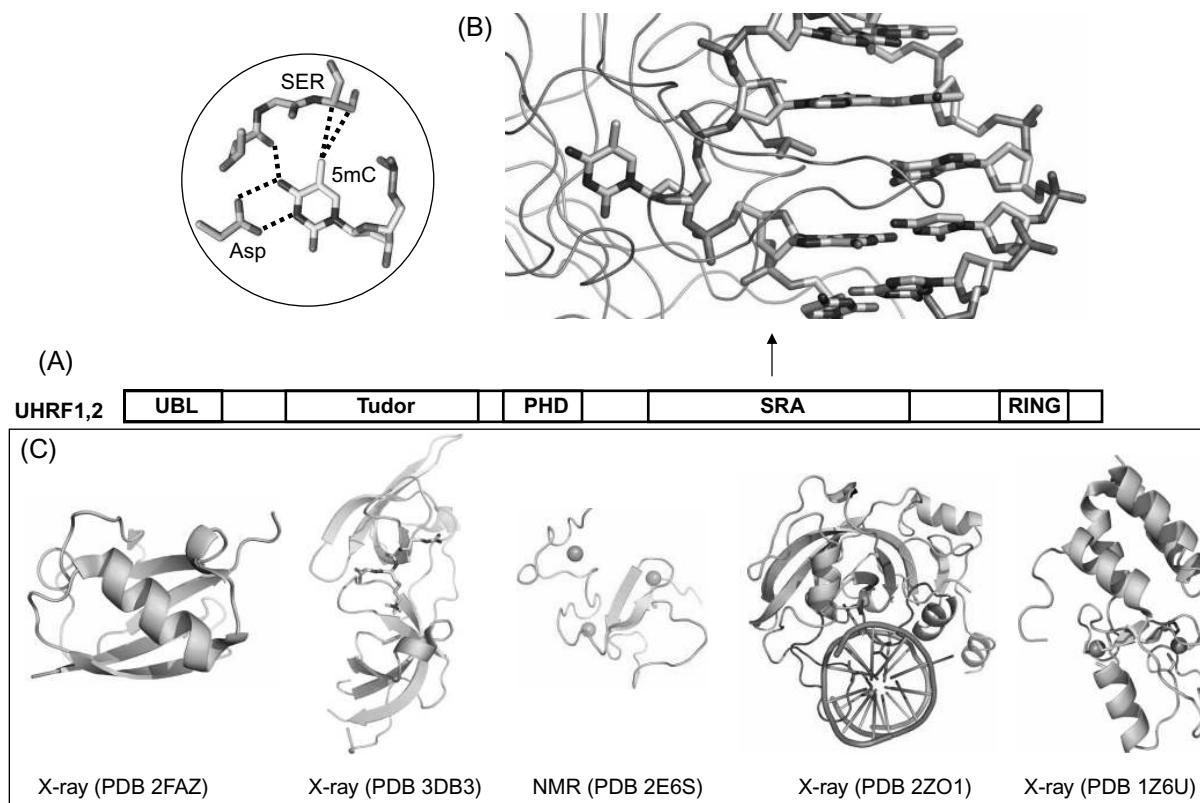 (B)
SER
5mC
Asp
(A)
UHRF1,2 UBL Tudor PHD SRA RING
(C)
X-ray (PDB 2FAZ) X-ray (PDB 3DB3) NMR (PDB 2E6S) X-ray (PDB 2ZO1) X-ray (PDB 1Z6U)